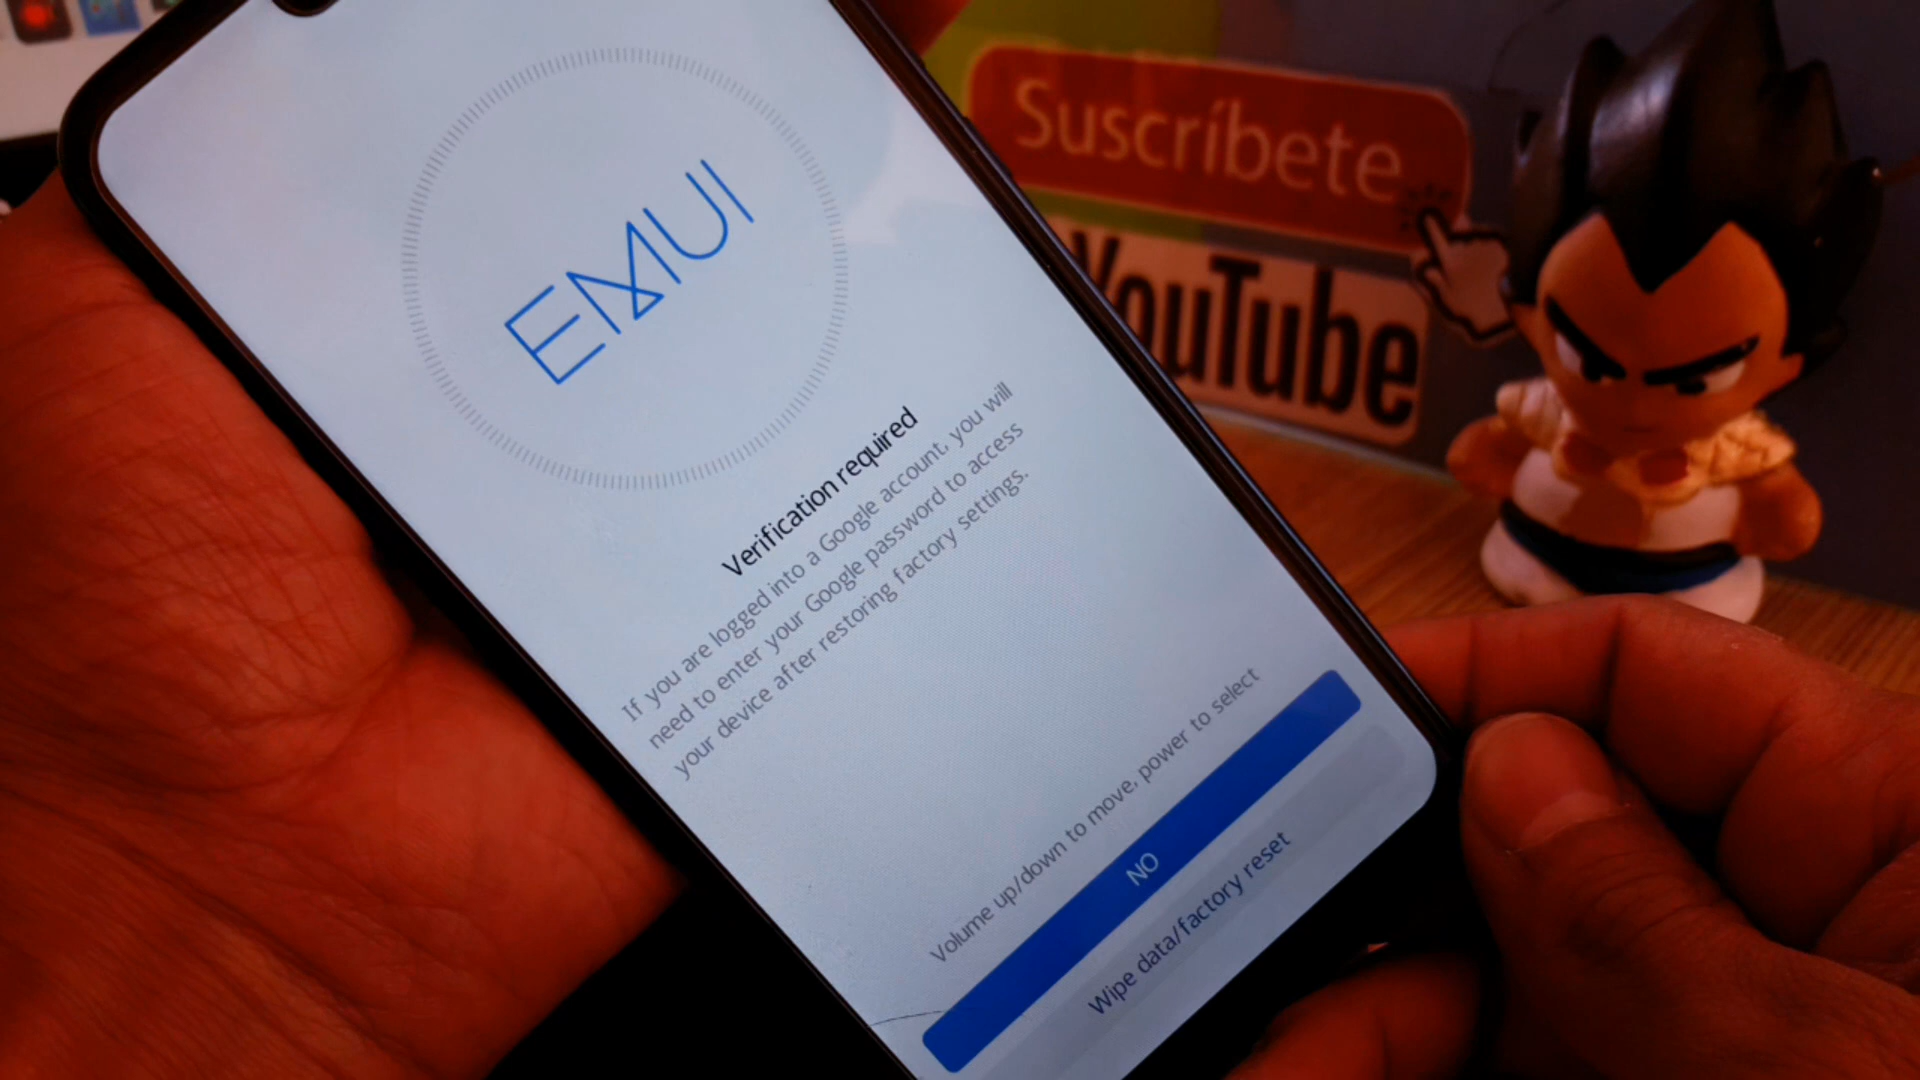 EMUI
Verification required
If you are logged into a Google account, you will
need to enter your Google password to access
your device after restoring factory settings.
Volume up/down to move, power to select
NO
Wipe data/factory reset
Suscríbete
YouTube